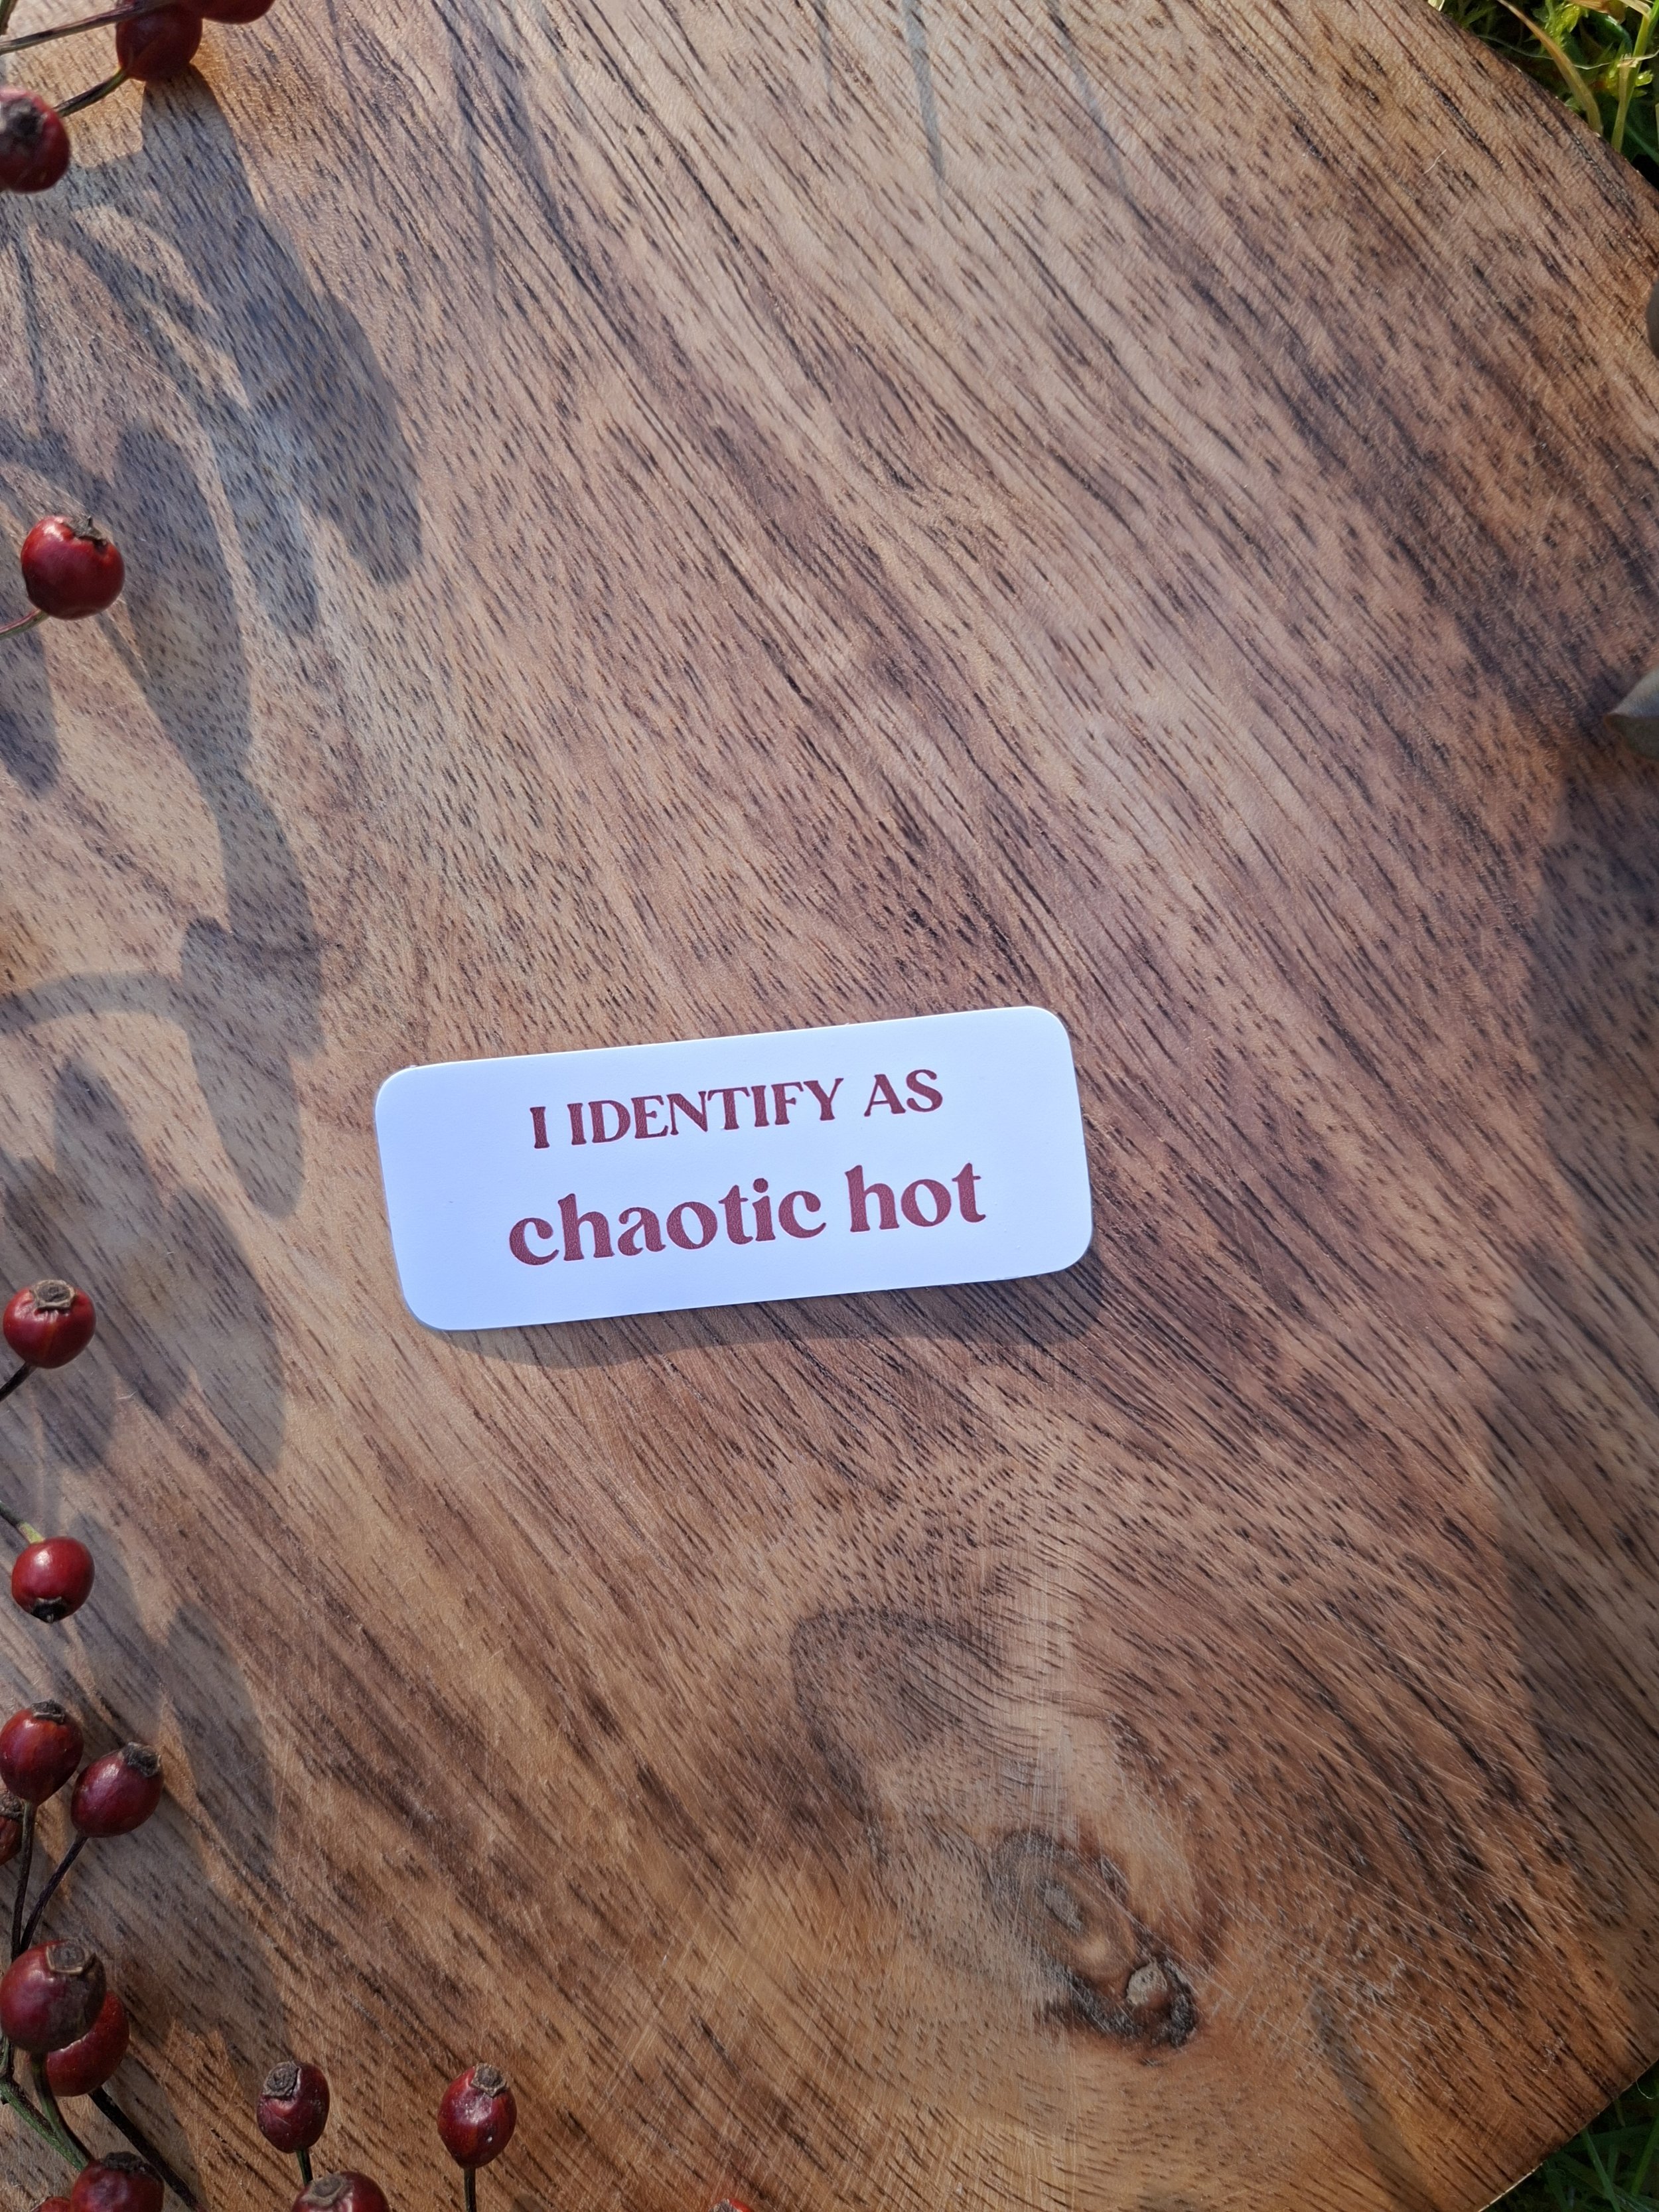 I IDENTIFY AS
chaotic hot